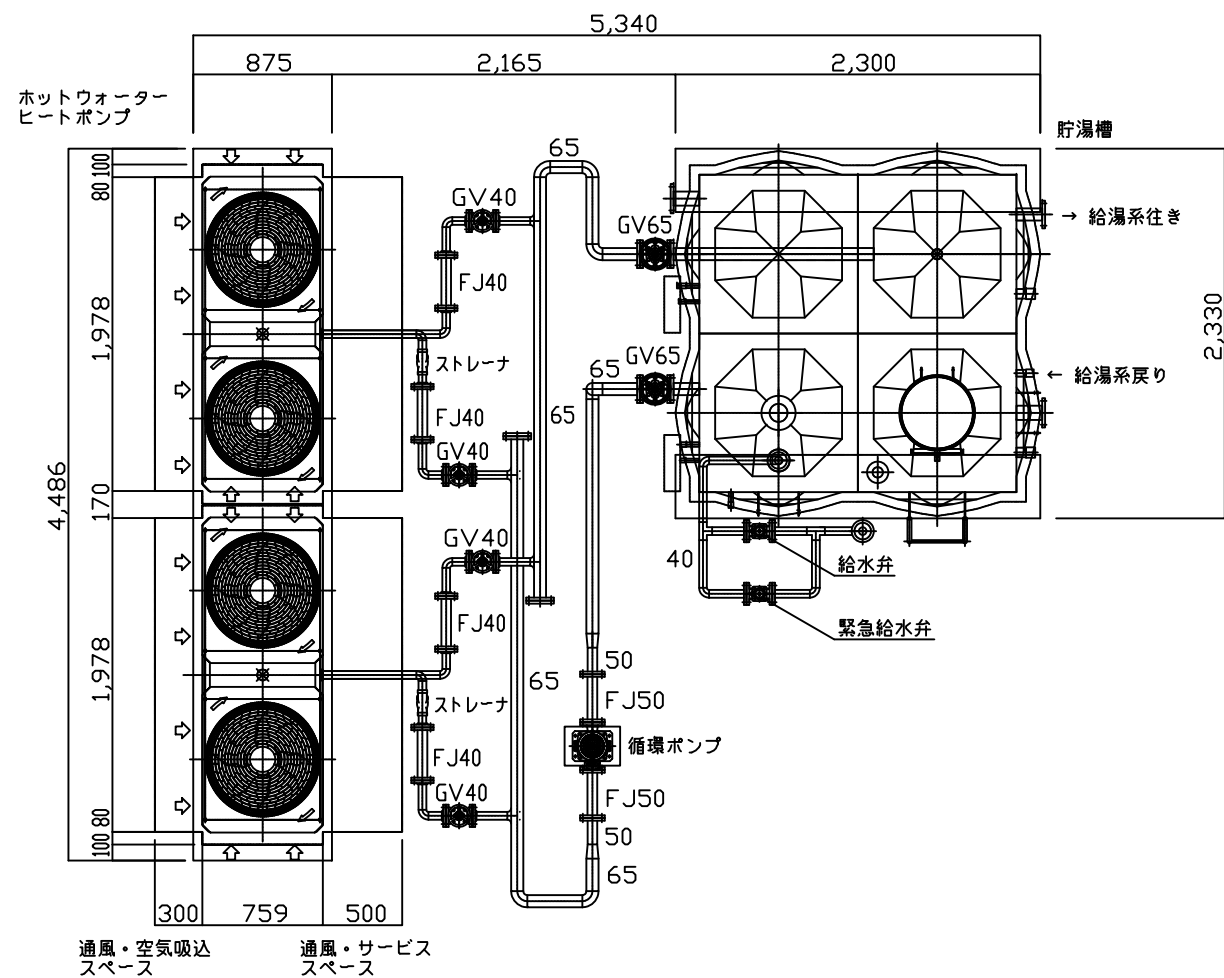 5,340
875
2,165
2,300
ホットウォーター
ヒートポンプ
貯湯槽
65
100
80
GV40
GV65
→ 給湯系往き
FJ40
1,978
2,330
ストレーナ
GV65
65
← 給湯系戻り
FJ40
65
GV40
4,486
170
GV40
40
給水弁
FJ40
緊急給水弁
50
1,978
65
ストレーナ
FJ50
循環ポンプ
FJ40
GV40
FJ50
80
50
100
65
300
759
500
通風・空気吸込
スペース
通風・サービス
スペース